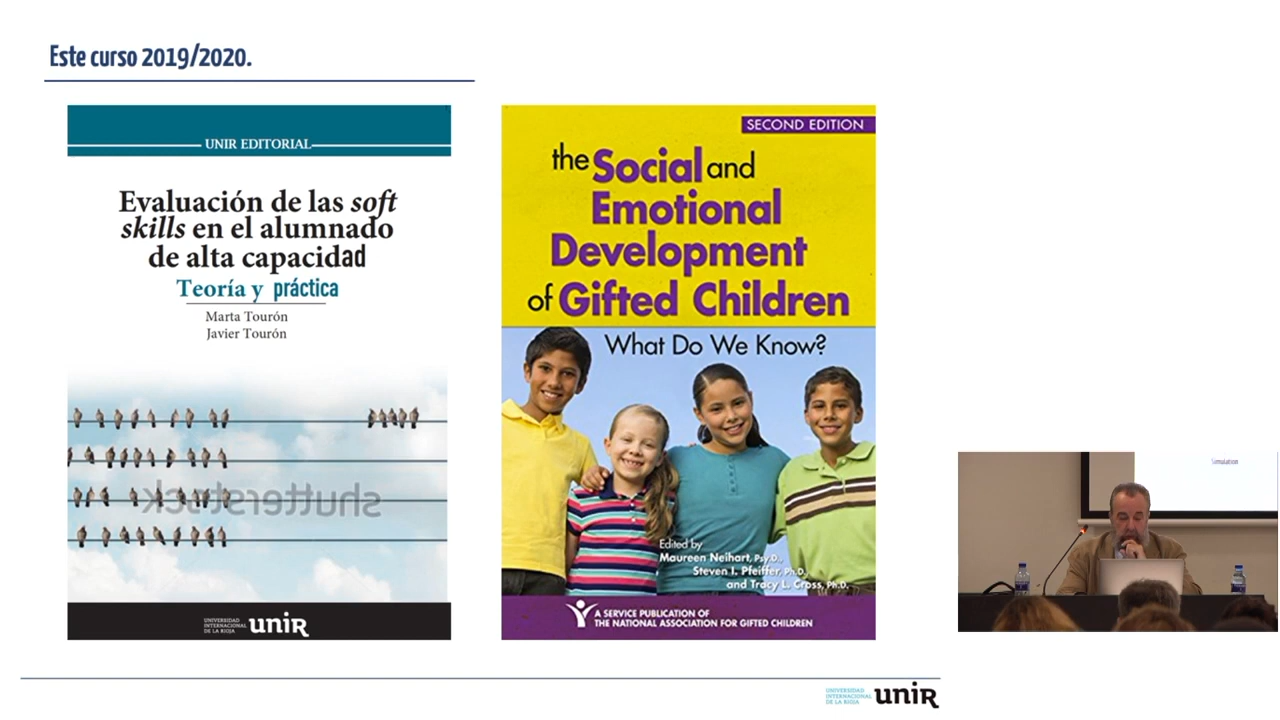 Este curso 2019/2020.
UNIR EDITORIAL
Evaluación de las soft
skills en el alumnado
de alta capacidad
Teoría y práctica
Marta Tourón
Javier Tourón
shutterstock
UNIVERSIDAD
INTERNACIONAL
DE LA RIOJA
unir
SECOND EDITION
the Social and
Emotional
Development
of Gifted Children
What Do We Know?
Edited by
Maureen Neihart, Psy.D.,
Steven I. Pfeiffer, Ph.D.,
and Tracy L. Cross, Ph.D.
A SERVICE PUBLICATION OF
THE NATIONAL ASSOCIATION FOR GIFTED CHILDREN
Simulation
UNIVERSIDAD
INTERNACIONAL
DE LA RIOJA
unir